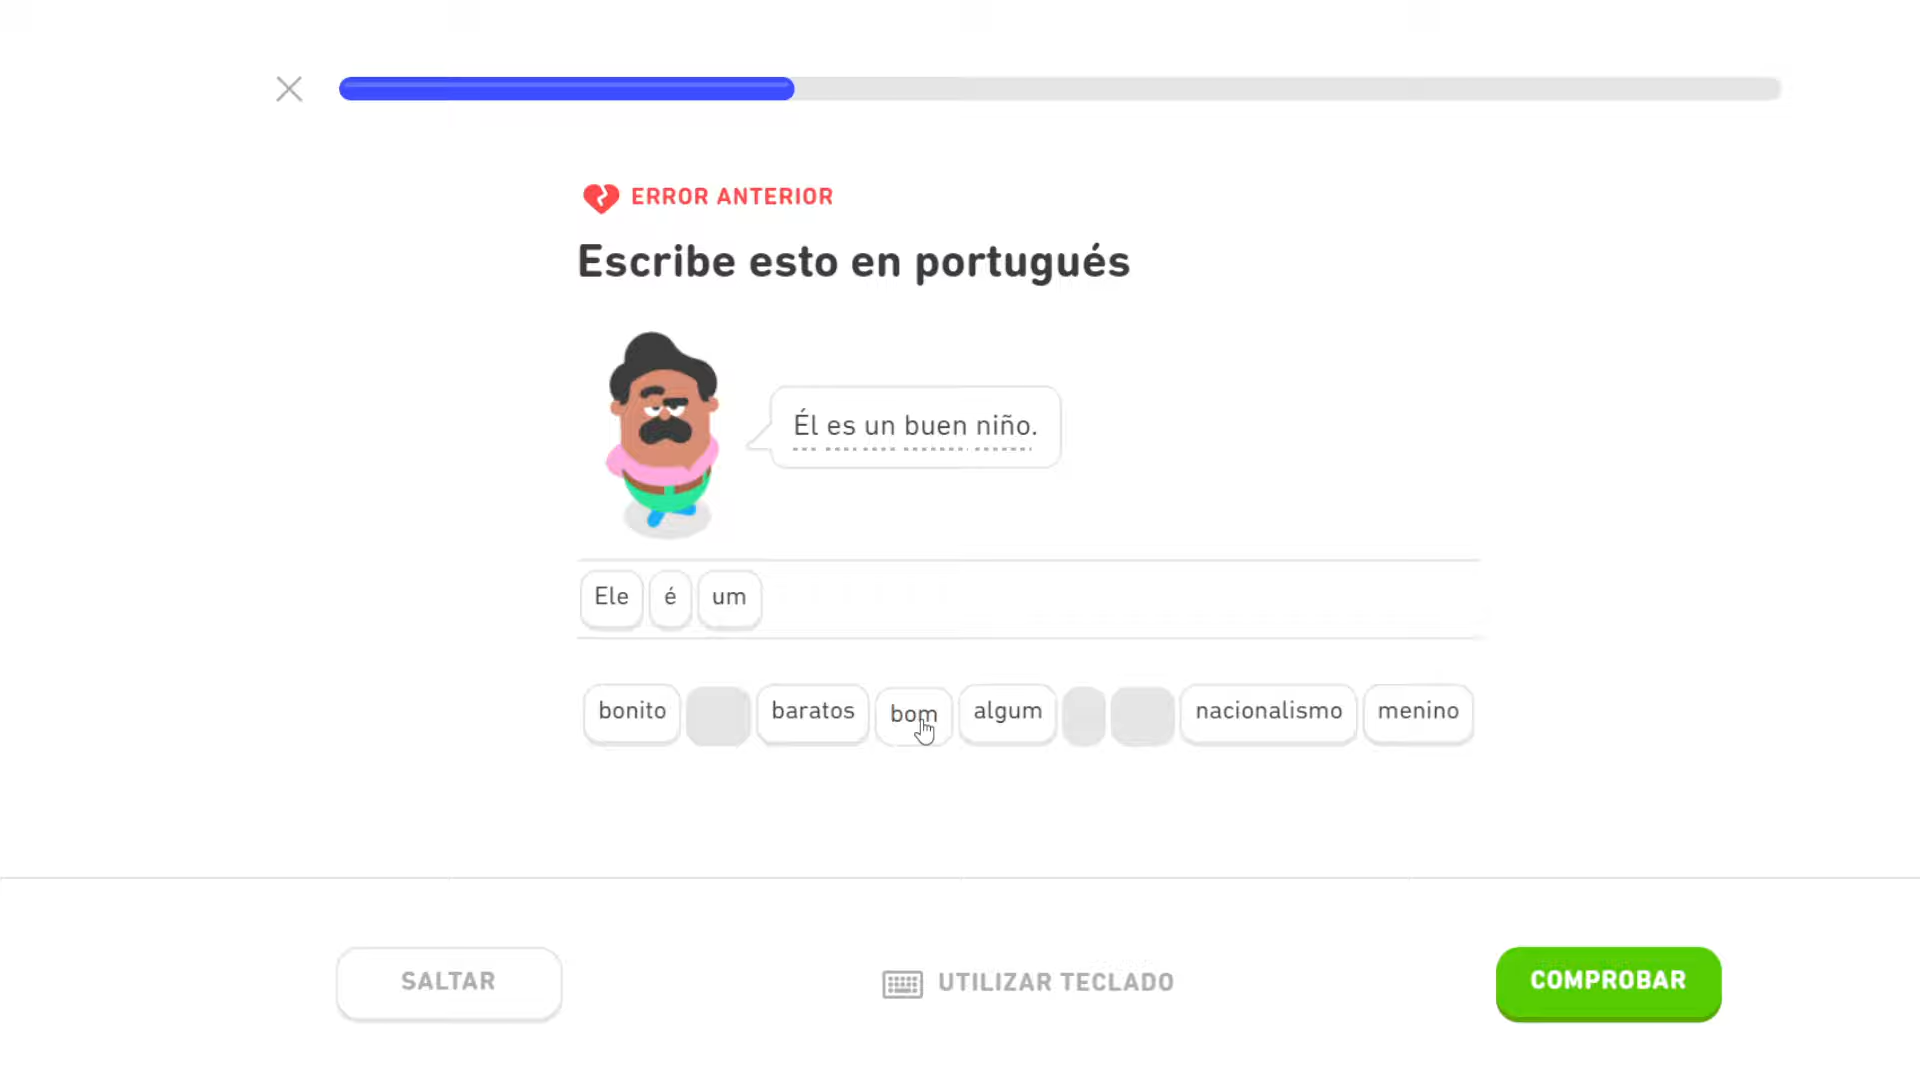 ERROR ANTERIOR
Escribe esto en portugués
Él es un buen niño.
Ele é um
bonito baratos bom algum nacionalismo menino
SALTAR UTILIZAR TECLADO COMPROBAR